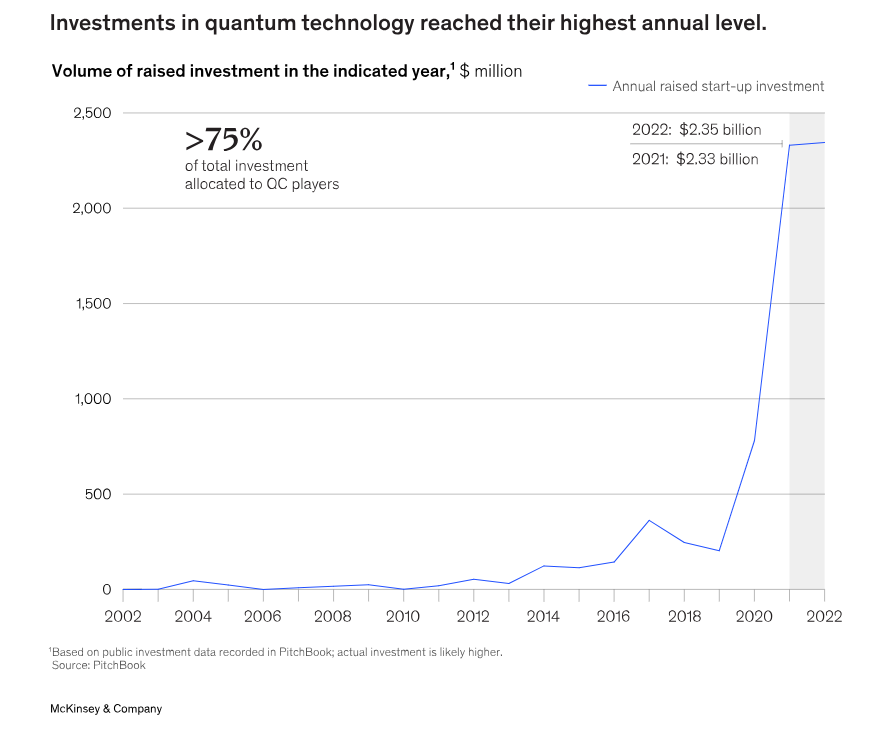 Investments in quantum technology reached their highest annual level.
Volume of raised investment in the indicated year,¹ $ million
Annual raised start-up investment
2,500
>75%
of total investment
allocated to QC players
2022: $2.35 billion
2021: $2.33 billion
2,000
1,500
1,000
500
0
2002 2004 2006 2008 2010 2012 2014 2016 2018 2020 2022
¹Based on public investment data recorded in PitchBook; actual investment is likely higher.
Source: PitchBook
McKinsey & Company